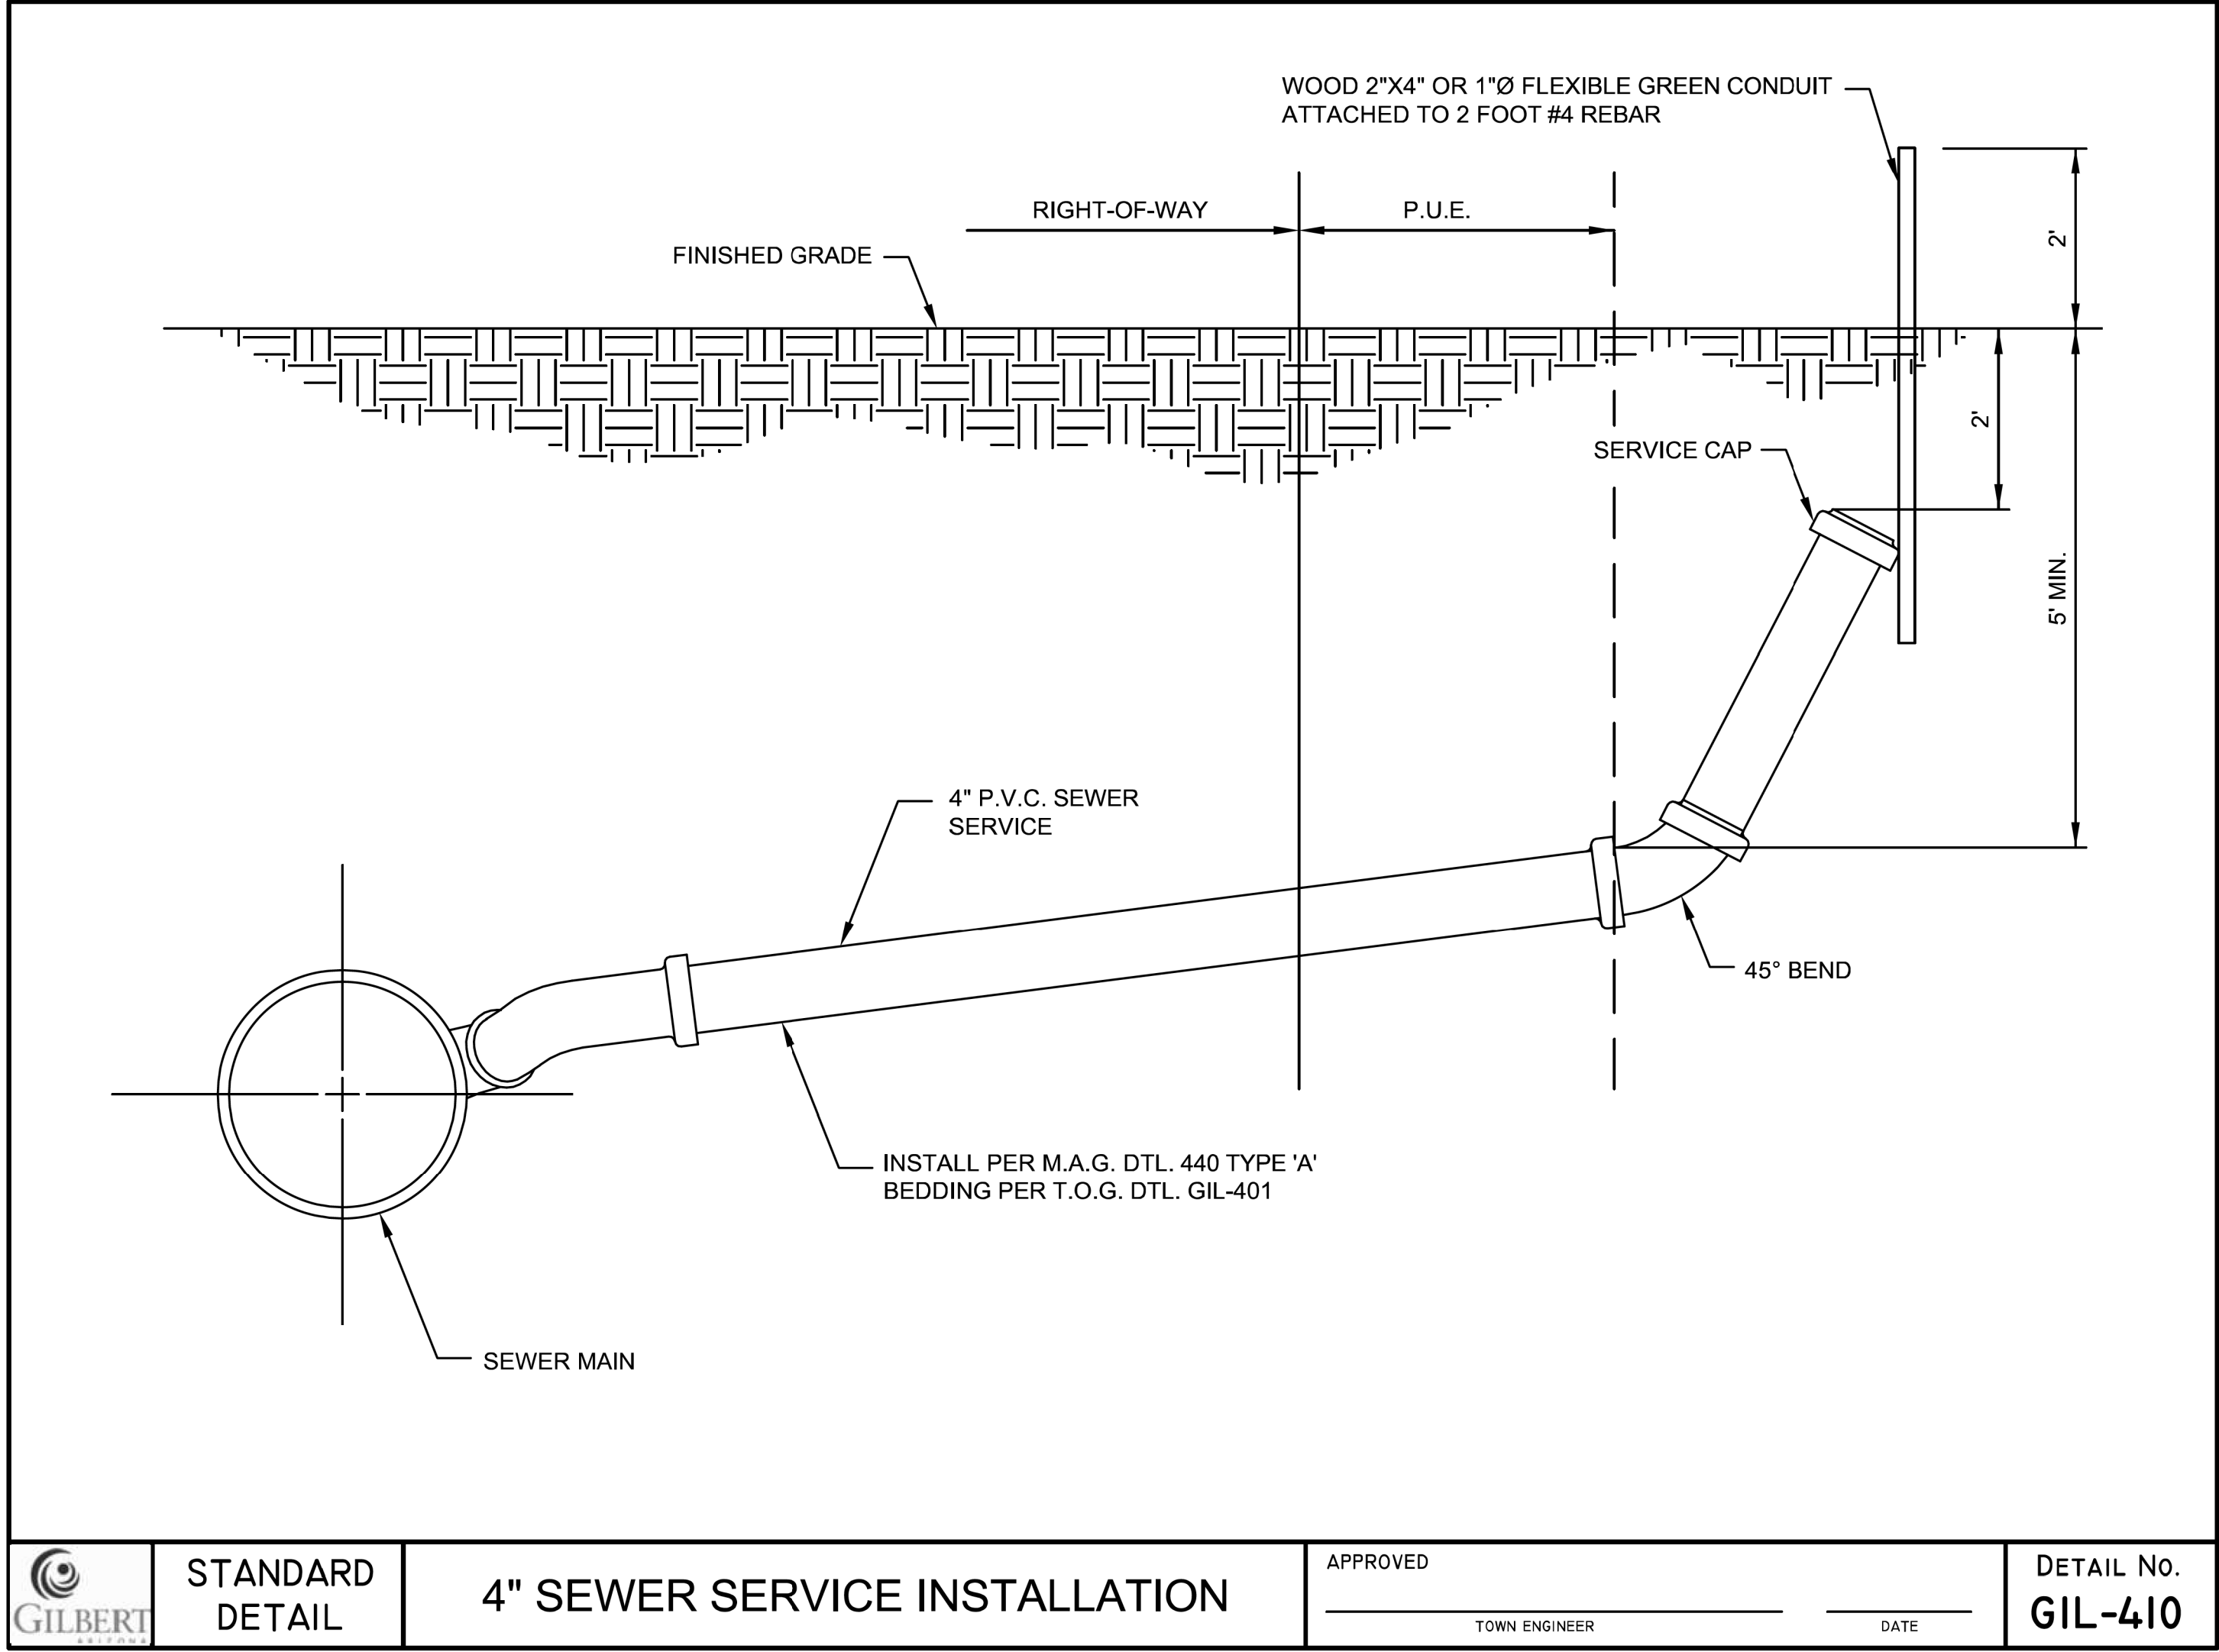 WOOD 2"X4" OR 1"Ø FLEXIBLE GREEN CONDUIT
ATTACHED TO 2 FOOT #4 REBAR
RIGHT-OF-WAY
P.U.E.
FINISHED GRADE
2'
2'
SERVICE CAP
5' MIN.
4" P.V.C. SEWER
SERVICE
45° BEND
INSTALL PER M.A.G. DTL. 440 TYPE 'A'
BEDDING PER T.O.G. DTL. GIL-401
SEWER MAIN
GILBERT
ARIZONA
STANDARD
DETAIL
4" SEWER SERVICE INSTALLATION
APPROVED
TOWN ENGINEER
DATE
DETAIL NO.
GIL-410